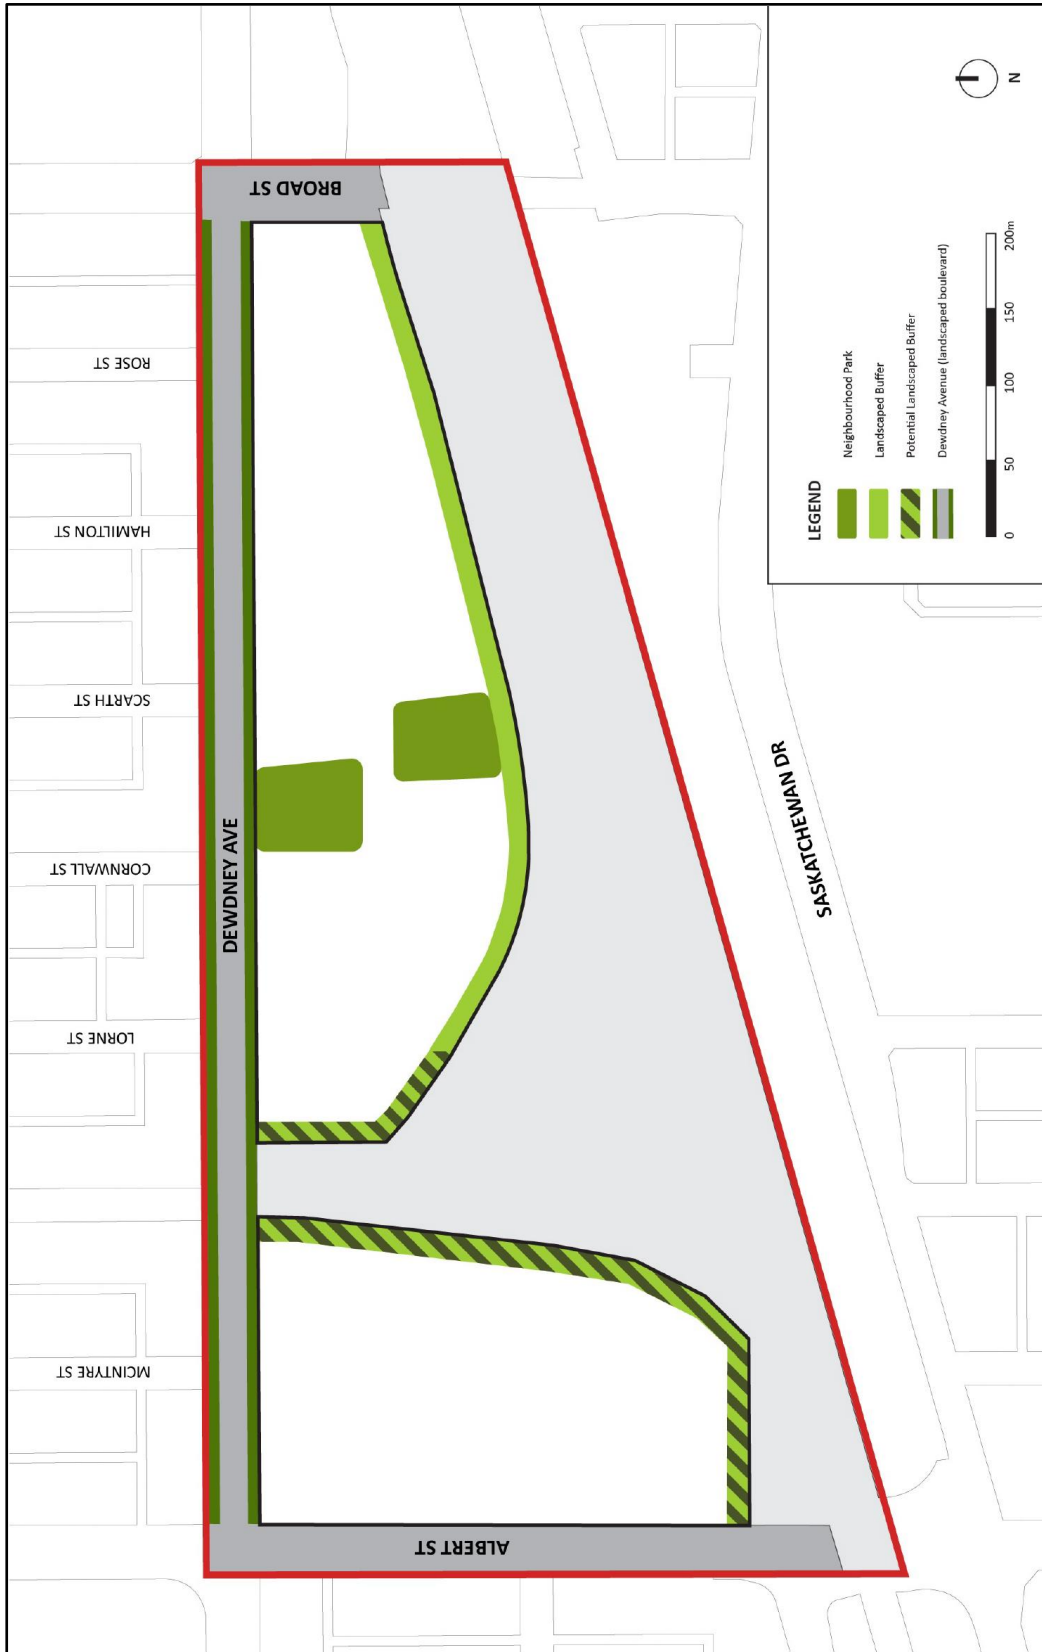 MCINTYRE ST
LORNE ST
CORNWALL ST
SCARTH ST
HAMILTON ST
ROSE ST
DEWDNEY AVE
ALBERT ST
BROAD ST
SASKATCHEWAN DR
LEGEND
Neighbourhood Park
Landscaped Buffer
Potential Landscaped Buffer
Dewdney Avenue (landscaped boulevard)
0 50 100 150 200m
N